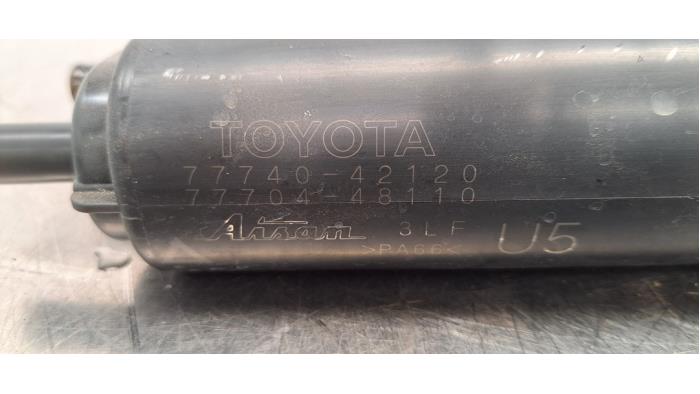 TOYOTA
77740-42120
77704-48110
Aisan 3LF U5
>PA66<